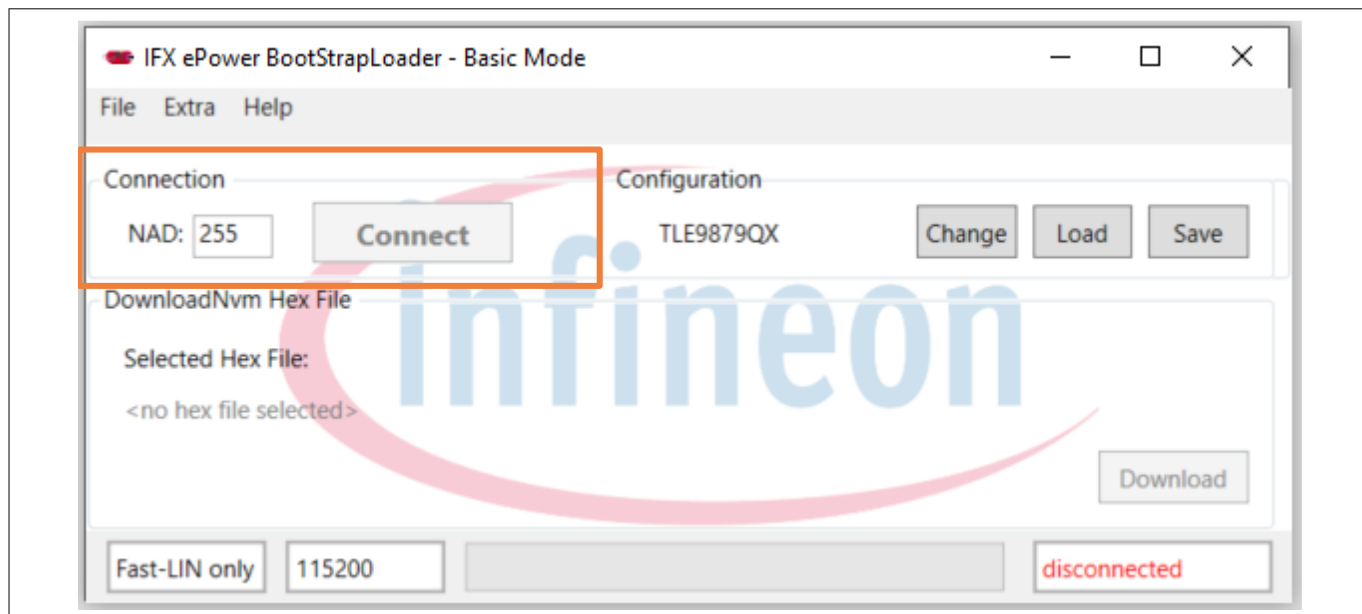 IFX ePower BootStrapLoader - Basic Mode
File Extra Help
Connection
NAD: 255 Connect
Configuration
TLE9879QX Change Load Save
DownloadNvm Hex File
Selected Hex File:
<no hex file selected>
infineon
Download
Fast-LIN only 115200 disconnected